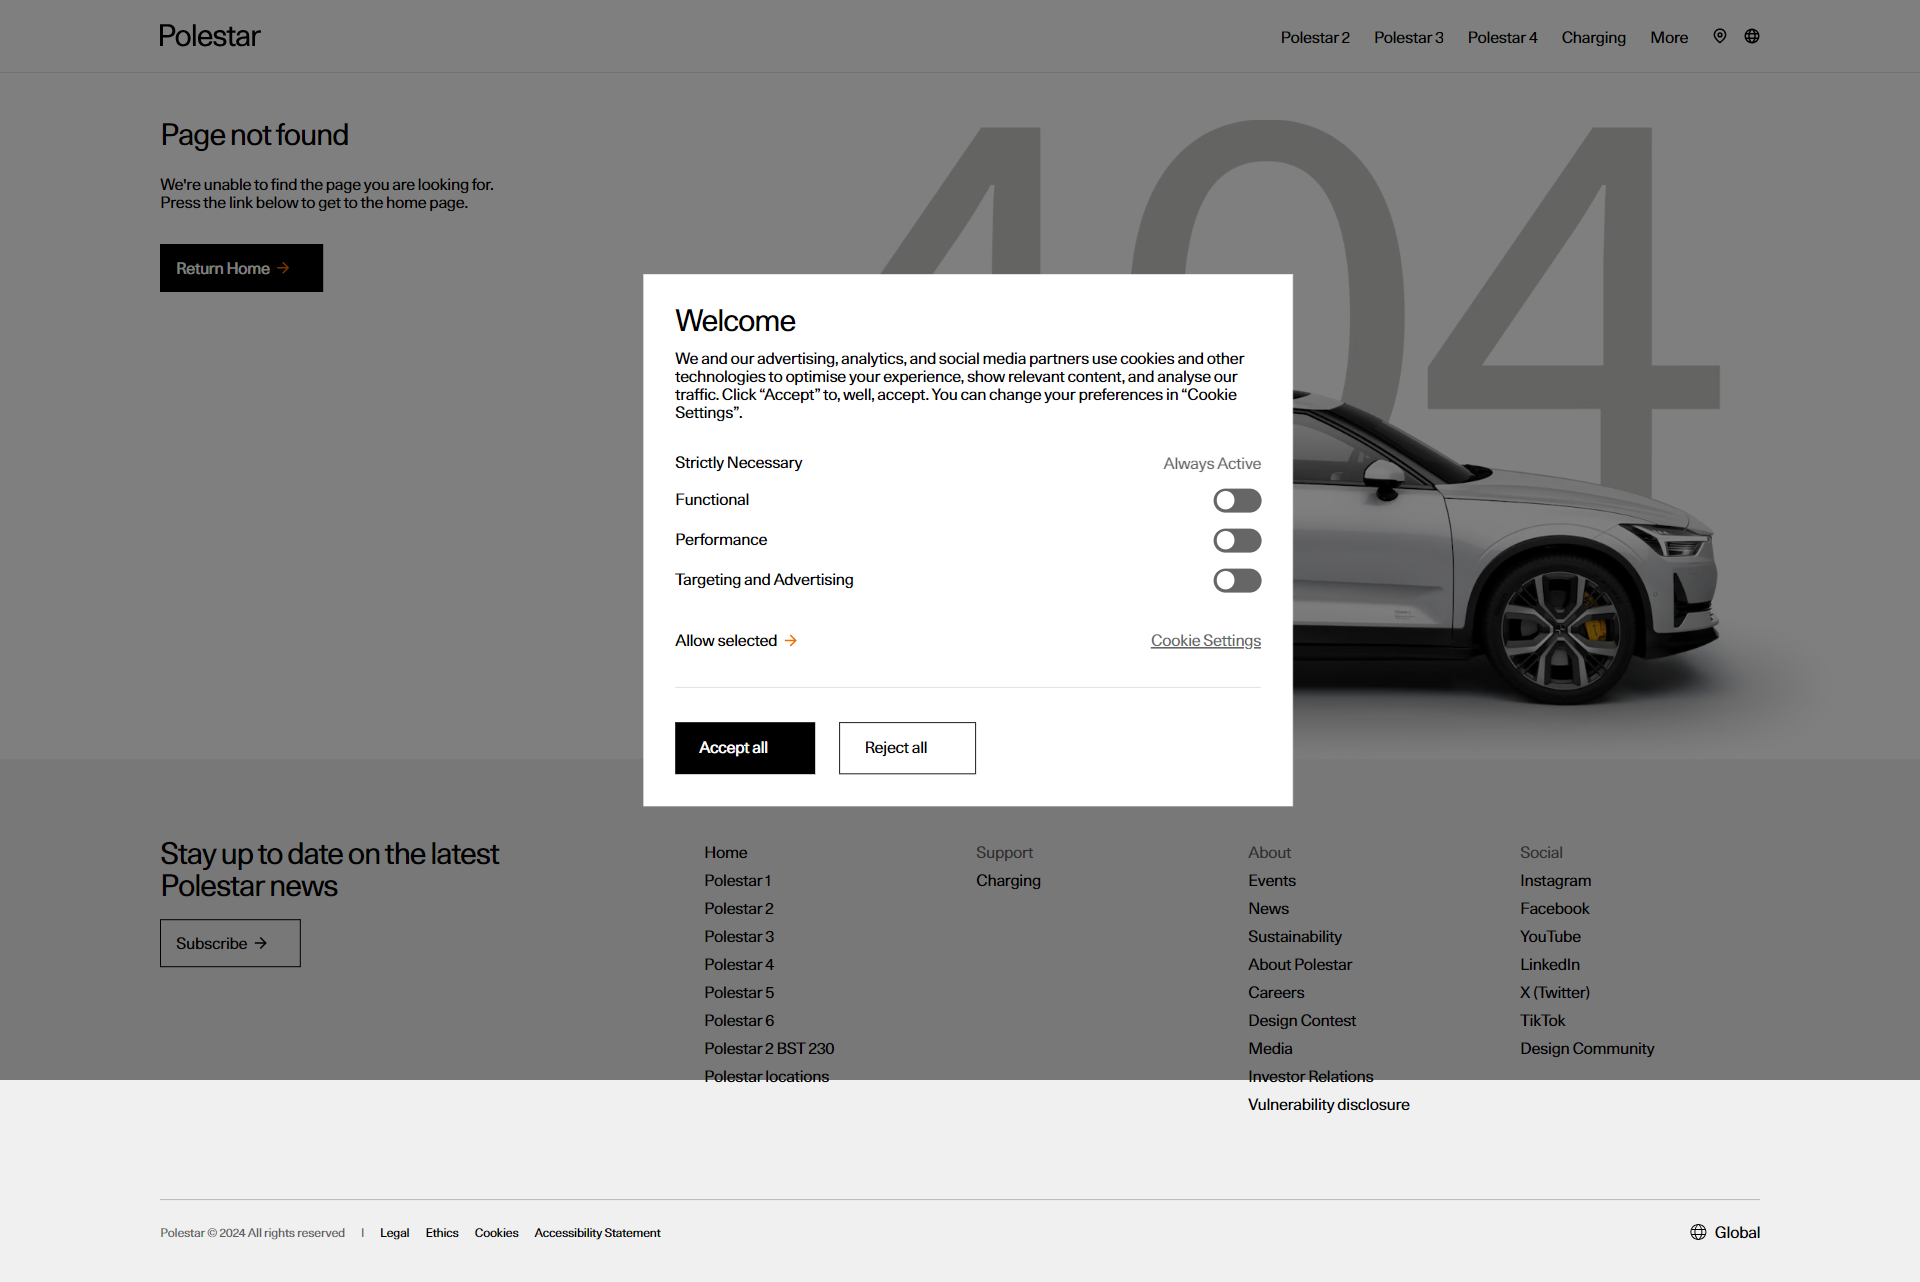 Polestar
Polestar 2
Polestar 3
Polestar 4
Charging
More
Page not found
We're unable to find the page you are looking for.
Press the link below to get to the home page.
Return Home
404
Welcome
We and our advertising, analytics, and social media partners use cookies and other
technologies to optimise your experience, show relevant content, and analyse our
traffic. Click “Accept” to, well, accept. You can change your preferences in “Cookie
Settings”.
Strictly Necessary
Always Active
Functional
Performance
Targeting and Advertising
Allow selected
Cookie Settings
Accept all
Reject all
Stay up to date on the latest
Polestar news
Subscribe
Home
Polestar 1
Polestar 2
Polestar 3
Polestar 4
Polestar 5
Polestar 6
Polestar 2 BST 230
Polestar locations
Support
Charging
About
Events
News
Sustainability
About Polestar
Careers
Design Contest
Media
Investor Relations
Vulnerability disclosure
Social
Instagram
Facebook
YouTube
LinkedIn
X (Twitter)
TikTok
Design Community
Polestar © 2024 All rights reserved | Legal Ethics Cookies Accessibility Statement
Global